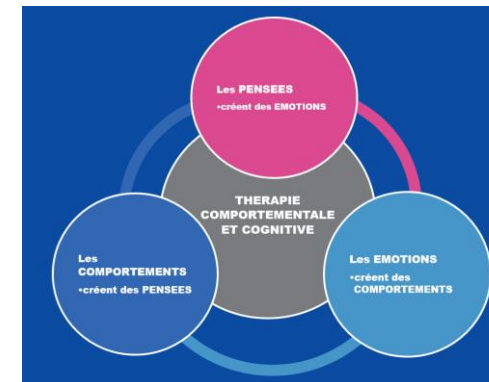 Les PENSEES
•créent des EMOTIONS
THERAPIE
COMPORTEMENTALE
ET COGNITIVE
Les
COMPORTEMENTS
•créent des PENSEES
Les EMOTIONS
•créent des
COMPORTEMENTS